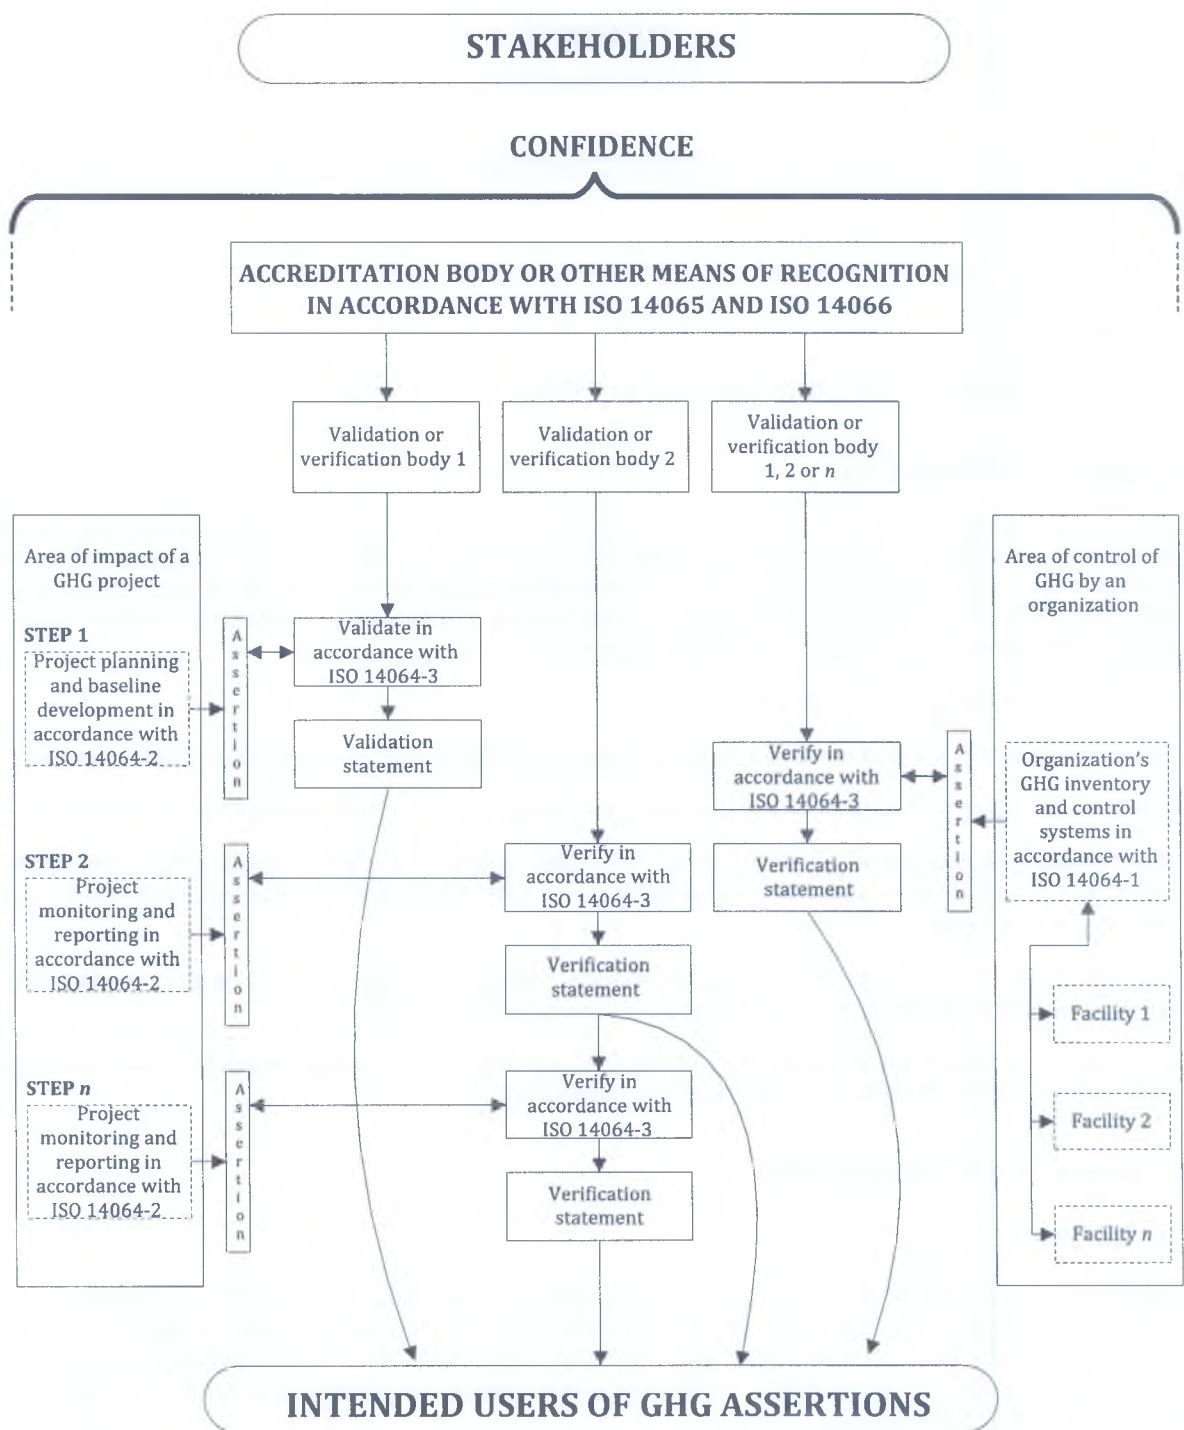 STAKEHOLDERS
CONFIDENCE
ACCREDITATION BODY OR OTHER MEANS OF RECOGNITION
IN ACCORDANCE WITH ISO 14065 AND ISO 14066
Validation or
verification body 1
Validation or
verification body 2
Validation or
verification body
1, 2 or n
Area of impact of a
GHG project
STEP 1
Project planning
and baseline
development in
accordance with
ISO 14064-2
Assertion
Validate in
accordance with
ISO 14064-3
Validation
statement
STEP 2
Project
monitoring and
reporting in
accordance with
ISO 14064-2
Assertion
Verify in
accordance with
ISO 14064-3
Verification
statement
STEP n
Project
monitoring and
reporting in
accordance with
ISO 14064-2
Assertion
Verify in
accordance with
ISO 14064-3
Verification
statement
Verify in
accordance with
ISO 14064-3
Verification
statement
Assertion
Area of control of
GHG by an
organization
Organization's
GHG inventory
and control
systems in
accordance with
ISO 14064-1
Facility 1
Facility 2
Facility n
INTENDED USERS OF GHG ASSERTIONS